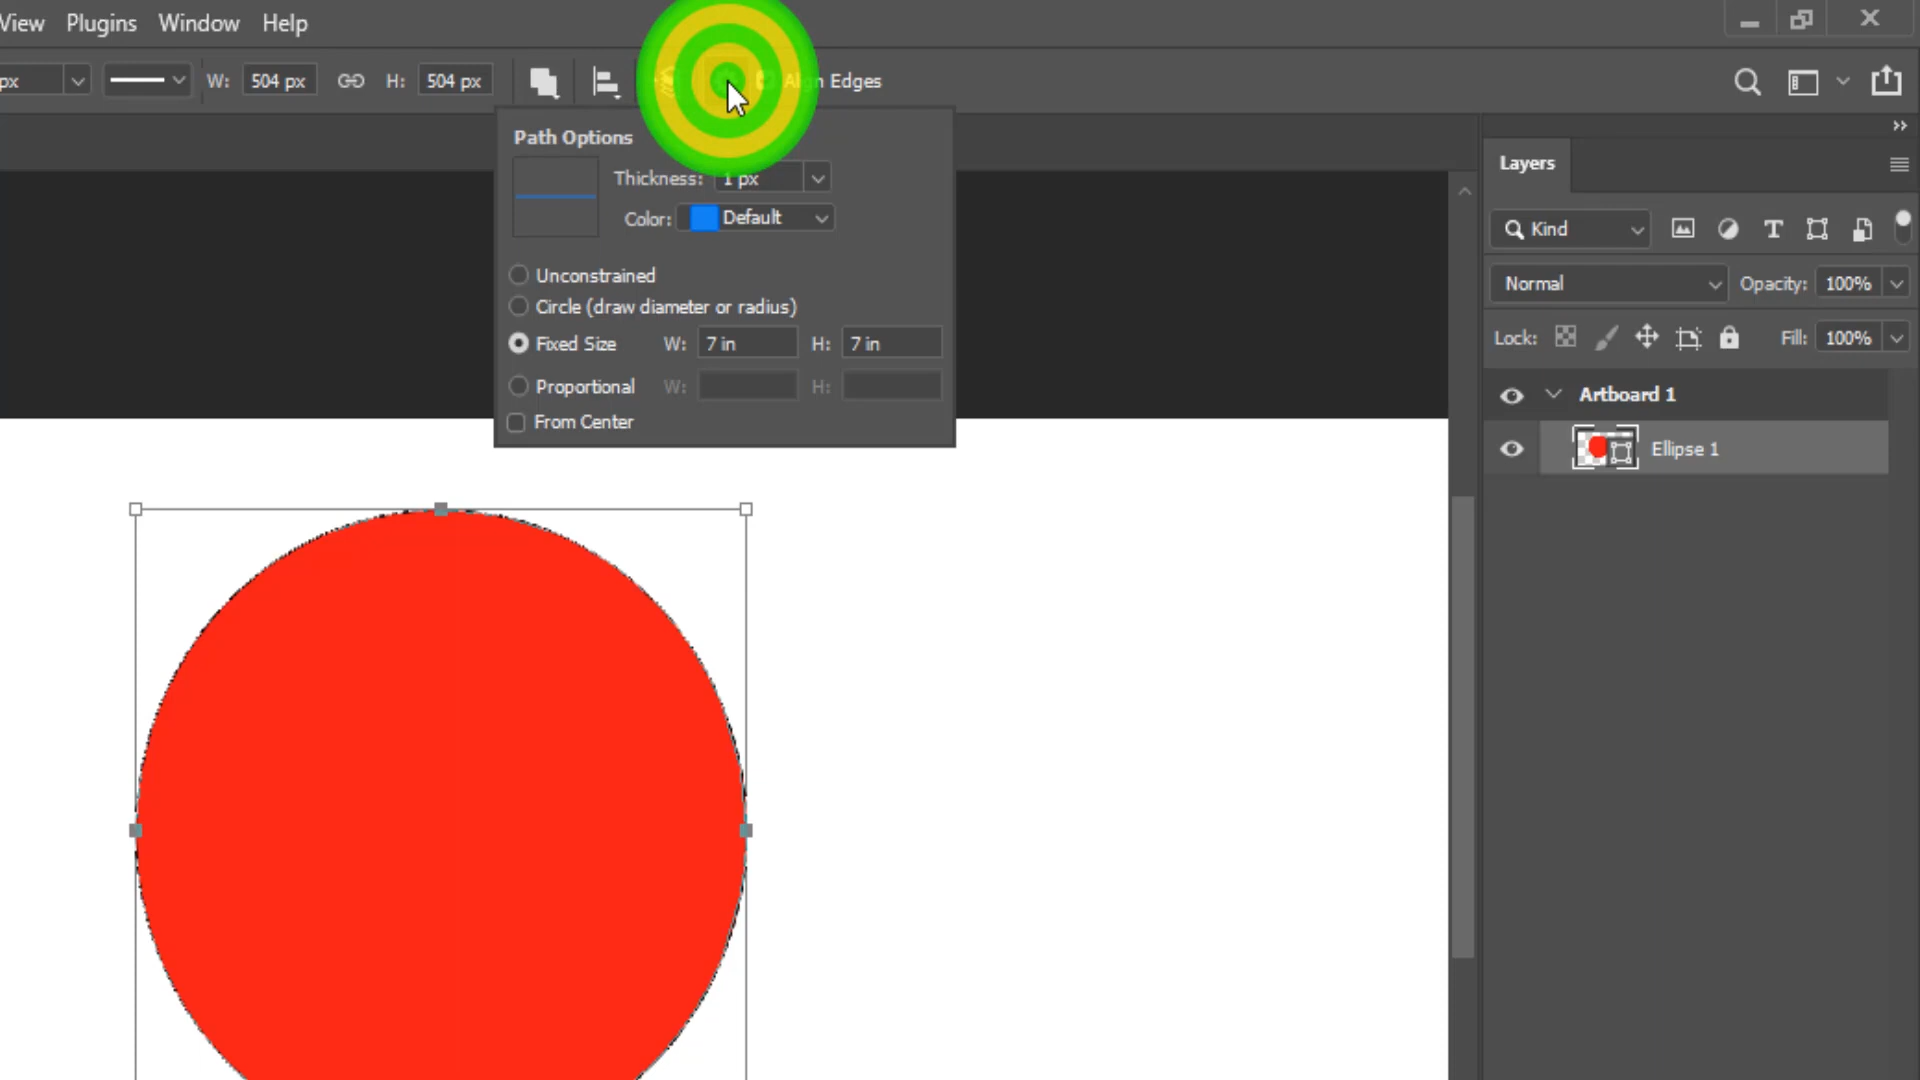 View Plugins Window Help
px W: 504 px H: 504 px Align Edges
Path Options
Thickness: 1 px
Color: Default
Unconstrained
Circle (draw diameter or radius)
Fixed Size W: 7 in H: 7 in
Proportional W: H:
From Center
Layers
Kind
Normal Opacity: 100%
Lock: Fill: 100%
Artboard 1
Ellipse 1